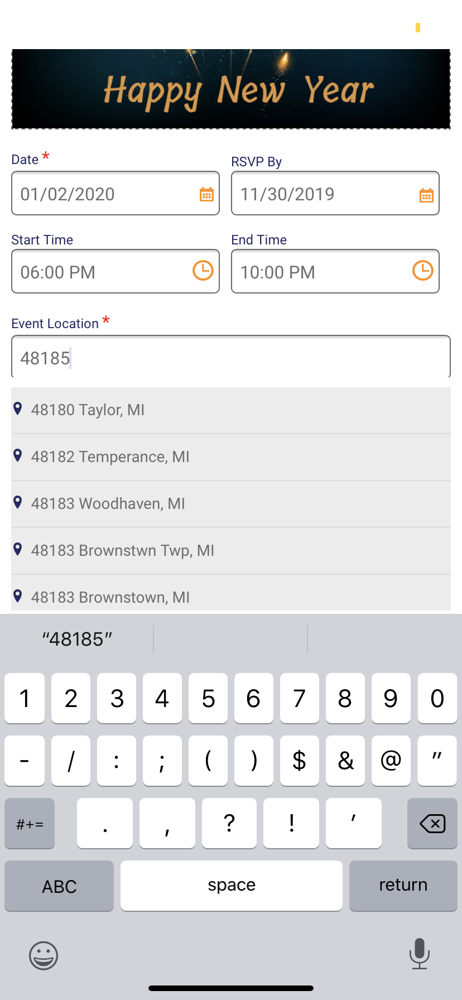 Happy New Year
Date * RSVP By
01/02/2020 11/30/2019
Start Time End Time
06:00 PM 10:00 PM
Event Location *
48185
48180 Taylor, MI
48182 Temperance, MI
48183 Woodhaven, MI
48183 Brownstwn Twp, MI
48183 Brownstown, MI
“48185”
1 2 3 4 5 6 7 8 9 0
- / : ; ( ) $ & @ ”
#+= . , ? ! ’
ABC space return